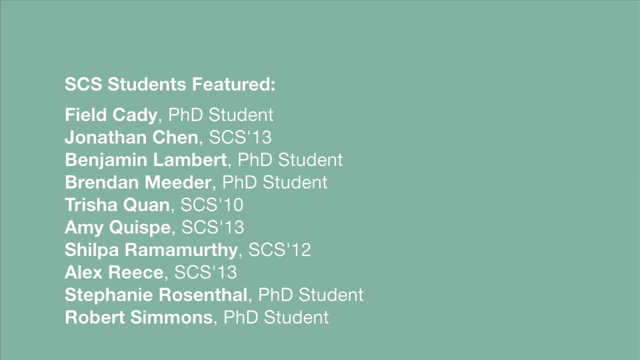 SCS Students Featured:
Field Cady, PhD Student
Jonathan Chen, SCS'13
Benjamin Lambert, PhD Student
Brendan Meeder, PhD Student
Trisha Quan, SCS'10
Amy Quispe, SCS'13
Shilpa Ramamurthy, SCS'12
Alex Reece, SCS'13
Stephanie Rosenthal, PhD Student
Robert Simmons, PhD Student